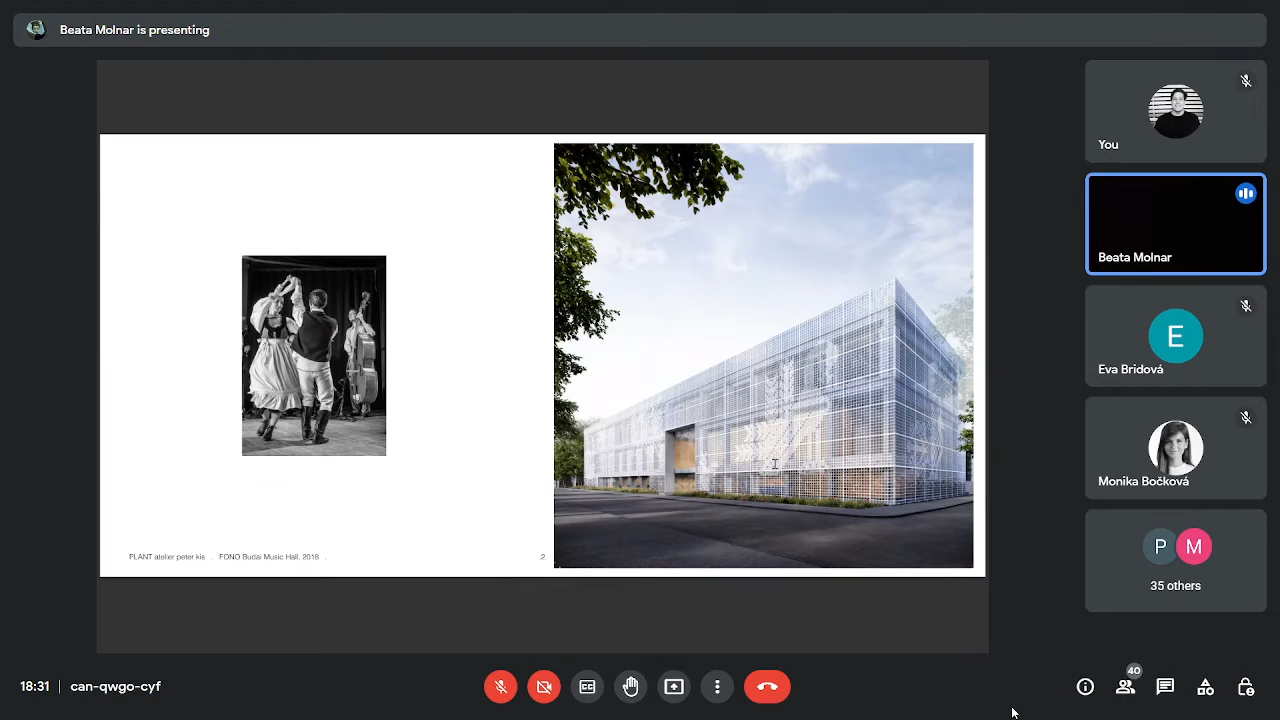 Beata Molnar is presenting
You
Beata Molnar
E
Eva Bridová
Monika Bočková
P M
35 others
PLANT atelier peter kis . FONO Budai Music Hall. 2018 . 2
18:31 | can-qwgo-cyf
CC
40